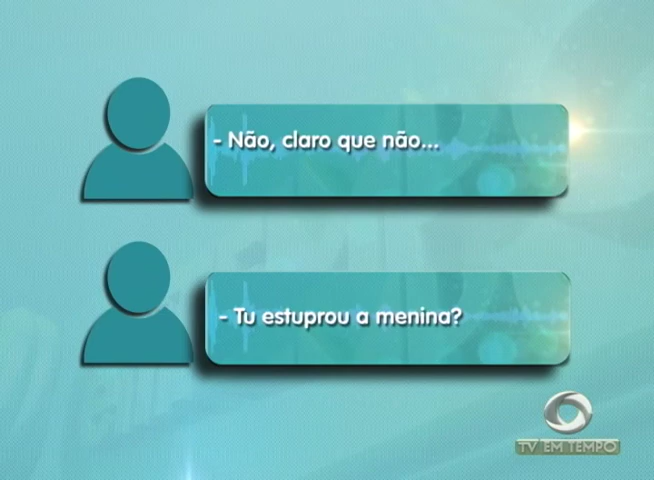 - Não, claro que não...
- Tu estuprou a menina?
TV EM TEMPO